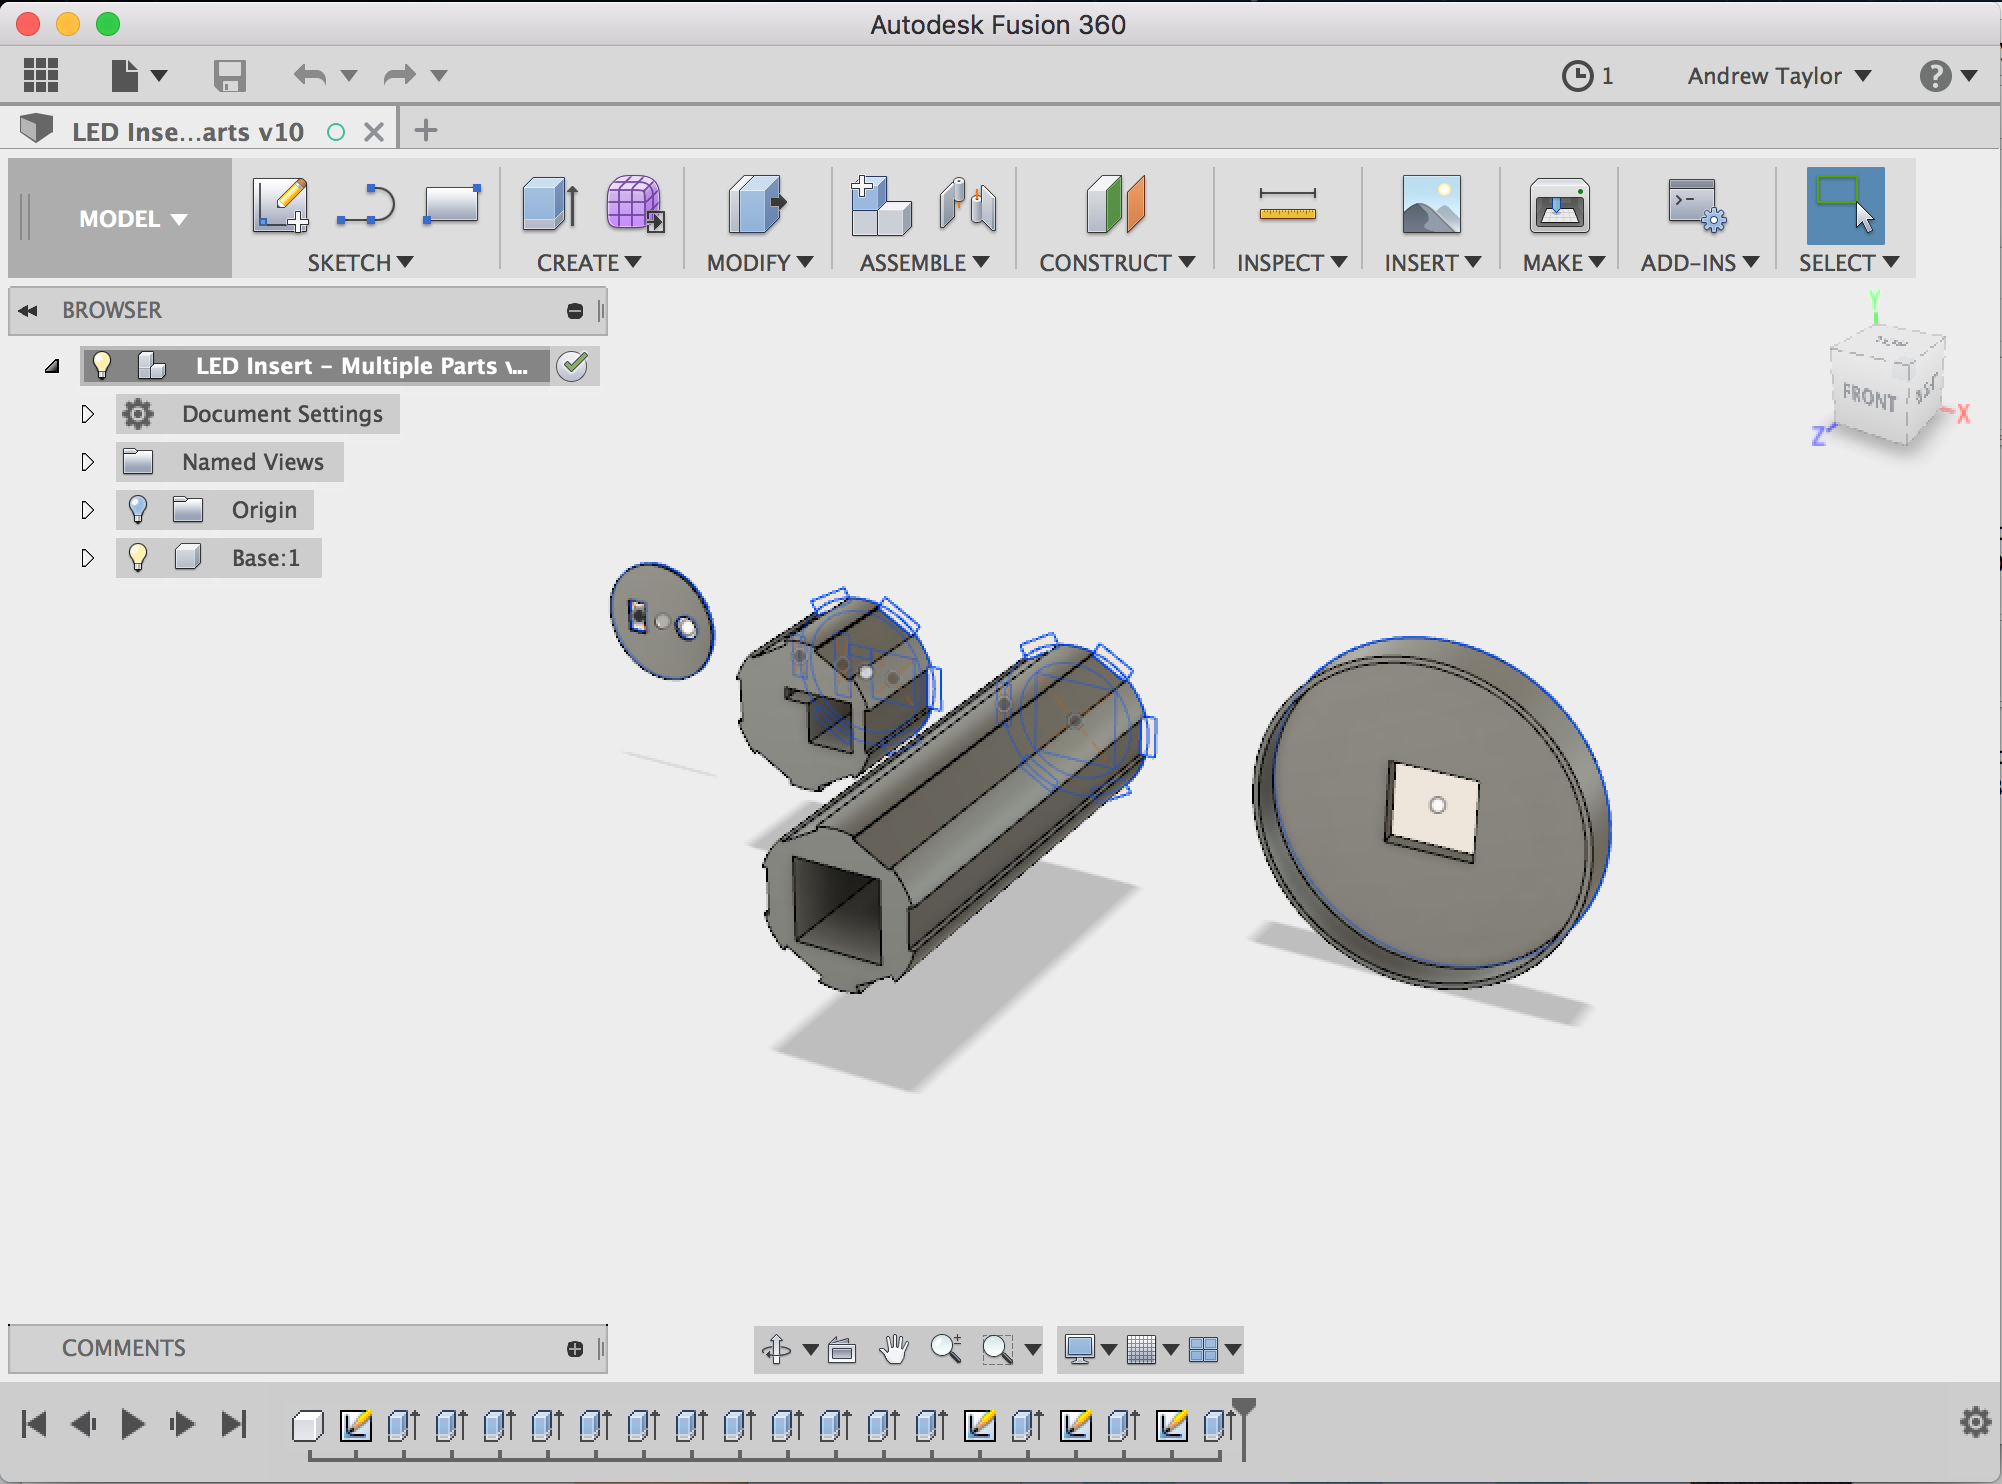 Autodesk Fusion 360
1
Andrew Taylor
LED Inse...arts v10
MODEL
SKETCH
CREATE
MODIFY
ASSEMBLE
CONSTRUCT
INSPECT
INSERT
MAKE
ADD-INS
SELECT
BROWSER
LED Insert – Multiple Parts v...
Document Settings
Named Views
Origin
Base:1
Y
FRONT
X
Z
COMMENTS